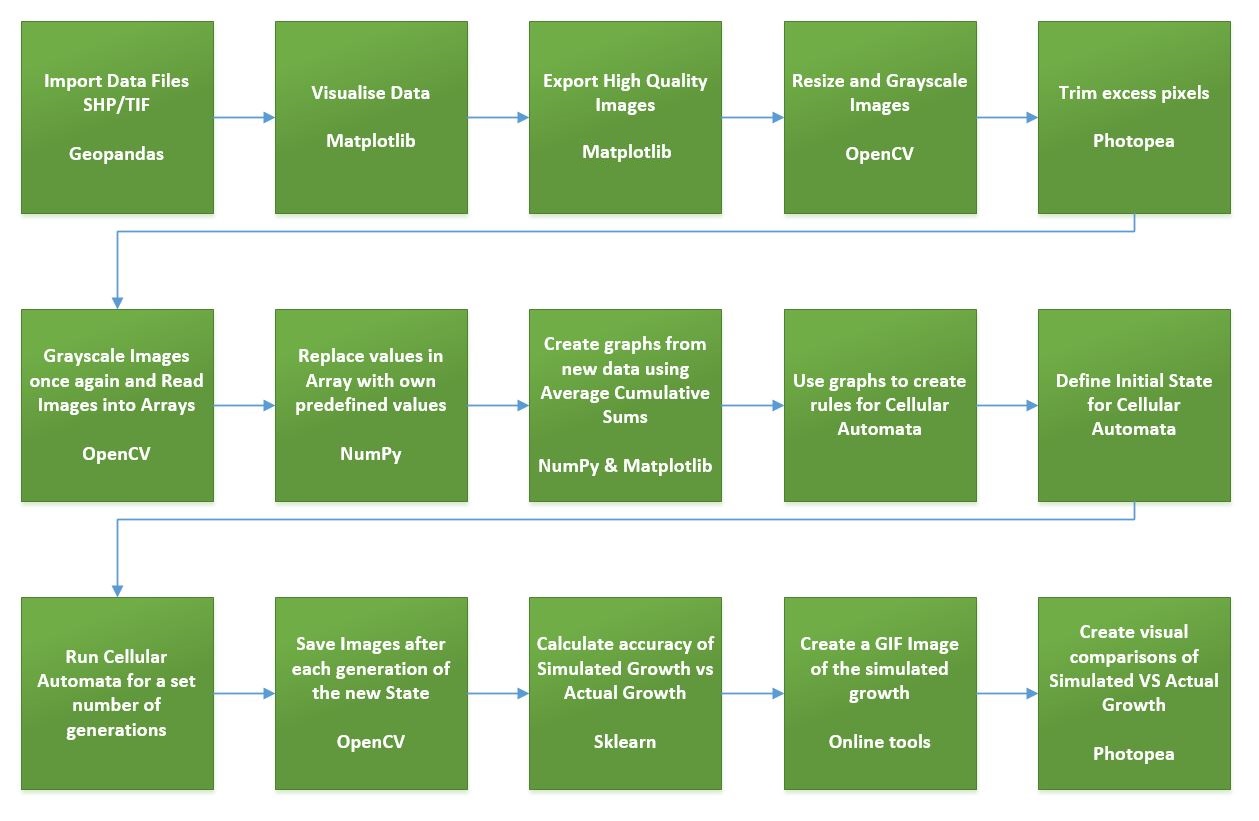 Import Data Files
SHP/TIF
Geopandas
Visualise Data
Matplotlib
Export High Quality
Images
Matplotlib
Resize and Grayscale
Images
OpenCV
Trim excess pixels
Photopea
Grayscale Images
once again and Read
Images into Arrays
OpenCV
Replace values in
Array with own
predefined values
NumPy
Create graphs from
new data using
Average Cumulative
Sums
NumPy & Matplotlib
Use graphs to create
rules for Cellular
Automata
Define Initial State
for Cellular
Automata
Run Cellular
Automata for a set
number of
generations
Save Images after
each generation of
the new State
OpenCV
Calculate accuracy of
Simulated Growth vs
Actual Growth
Sklearn
Create a GIF Image
of the simulated
growth
Online tools
Create visual
comparisons of
Simulated VS Actual
Growth
Photopea